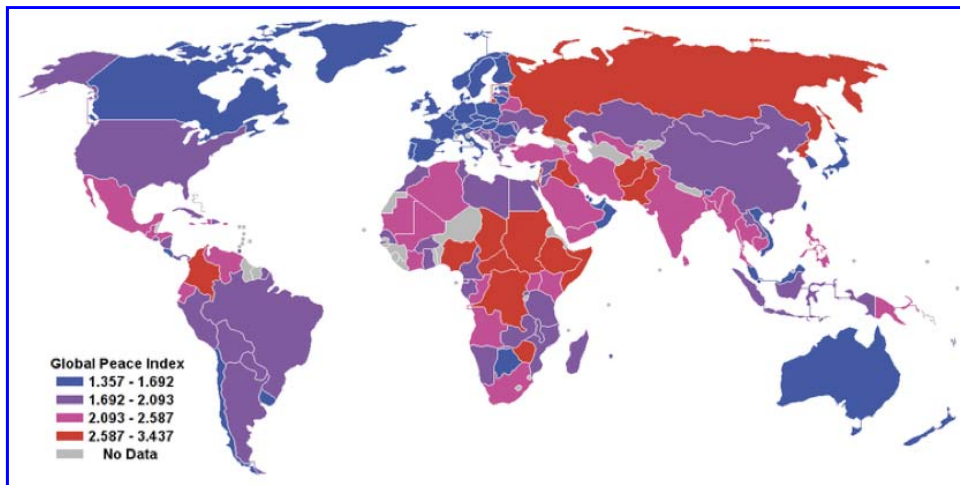 Global Peace Index
1.357 - 1.692
1.692 - 2.093
2.093 - 2.587
2.587 - 3.437
No Data